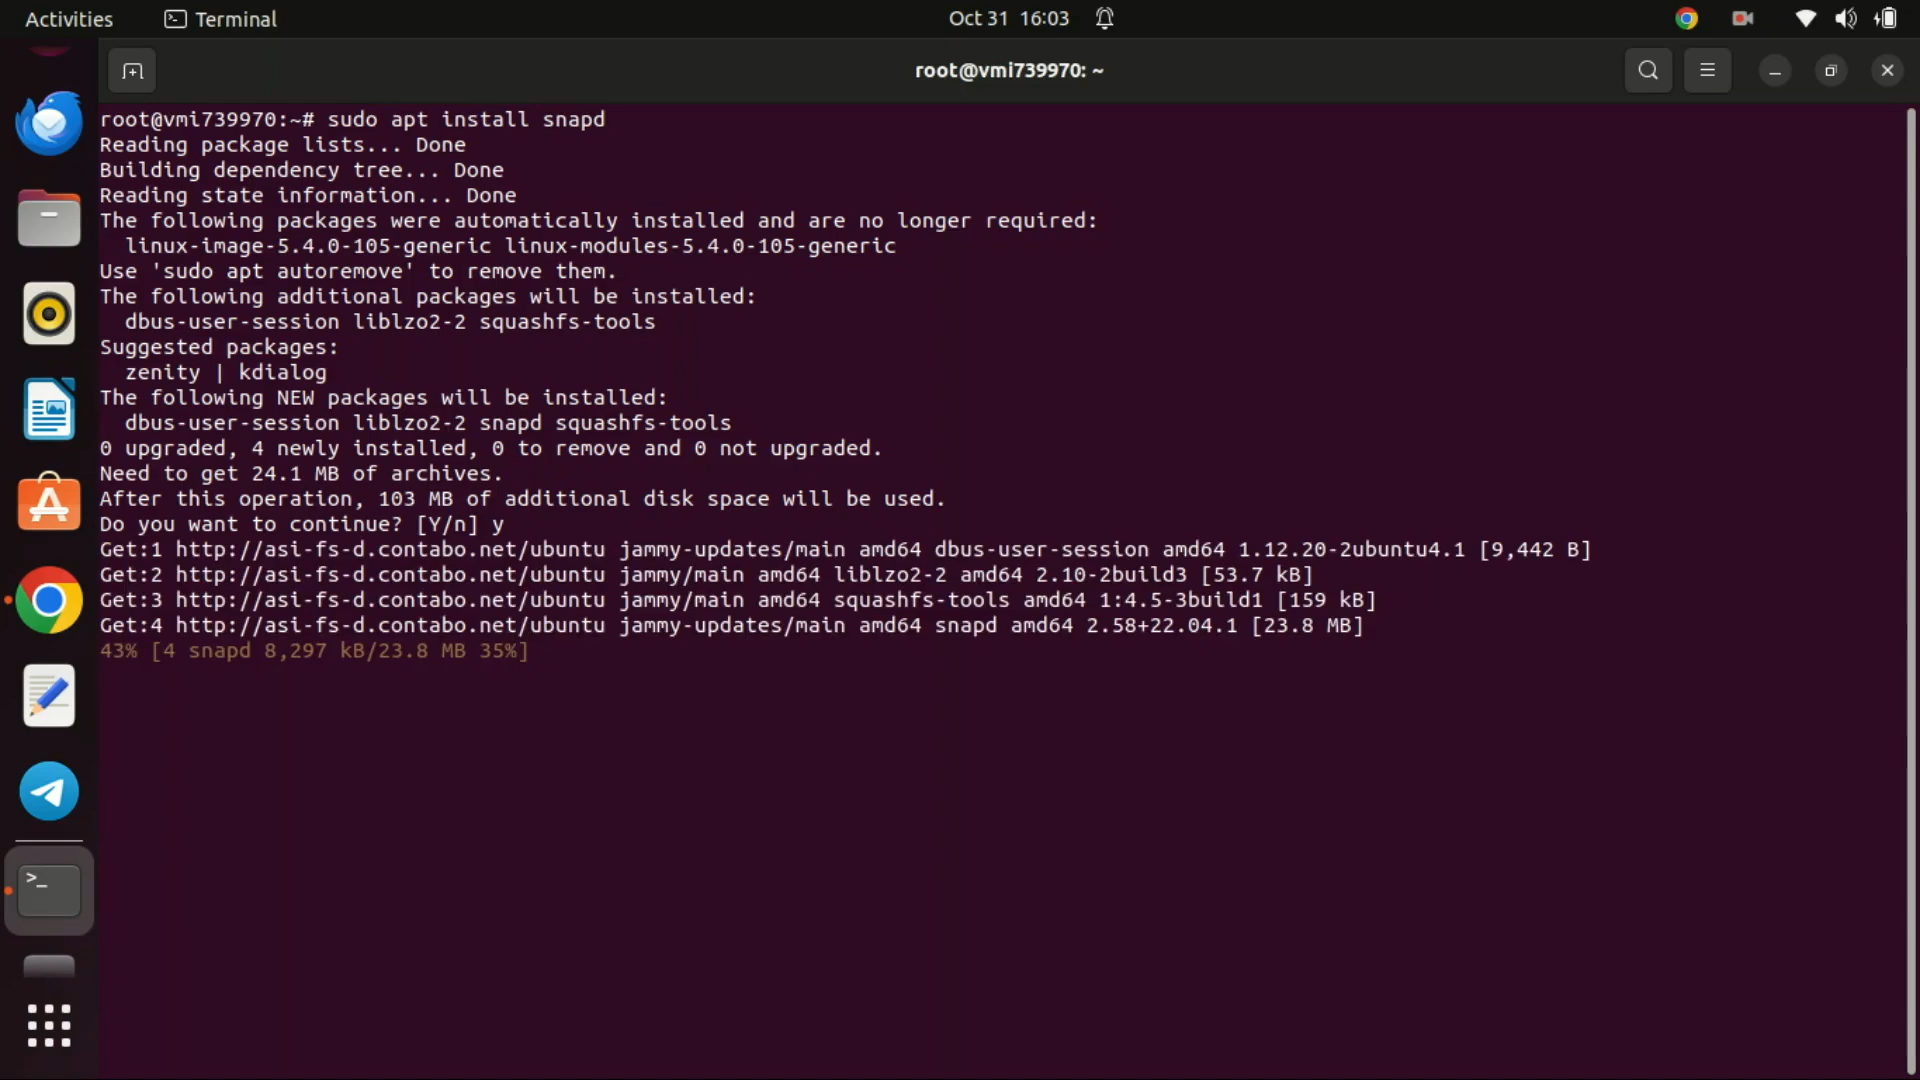 Activities Terminal Oct 31 16:03
root@vmi739970: ~
root@vmi739970:~# sudo apt install snapd
Reading package lists... Done
Building dependency tree... Done
Reading state information... Done
The following packages were automatically installed and are no longer required:
linux-image-5.4.0-105-generic linux-modules-5.4.0-105-generic
Use 'sudo apt autoremove' to remove them.
The following additional packages will be installed:
dbus-user-session liblzo2-2 squashfs-tools
Suggested packages:
zenity | kdialog
The following NEW packages will be installed:
dbus-user-session liblzo2-2 snapd squashfs-tools
0 upgraded, 4 newly installed, 0 to remove and 0 not upgraded.
Need to get 24.1 MB of archives.
After this operation, 103 MB of additional disk space will be used.
Do you want to continue? [Y/n] y
Get:1 http://asi-fs-d.contabo.net/ubuntu jammy-updates/main amd64 dbus-user-session amd64 1.12.20-2ubuntu4.1 [9,442 B]
Get:2 http://asi-fs-d.contabo.net/ubuntu jammy/main amd64 liblzo2-2 amd64 2.10-2build3 [53.7 kB]
Get:3 http://asi-fs-d.contabo.net/ubuntu jammy/main amd64 squashfs-tools amd64 1:4.5-3build1 [159 kB]
Get:4 http://asi-fs-d.contabo.net/ubuntu jammy-updates/main amd64 snapd amd64 2.58+22.04.1 [23.8 MB]
43% [4 snapd 8,297 kB/23.8 MB 35%]